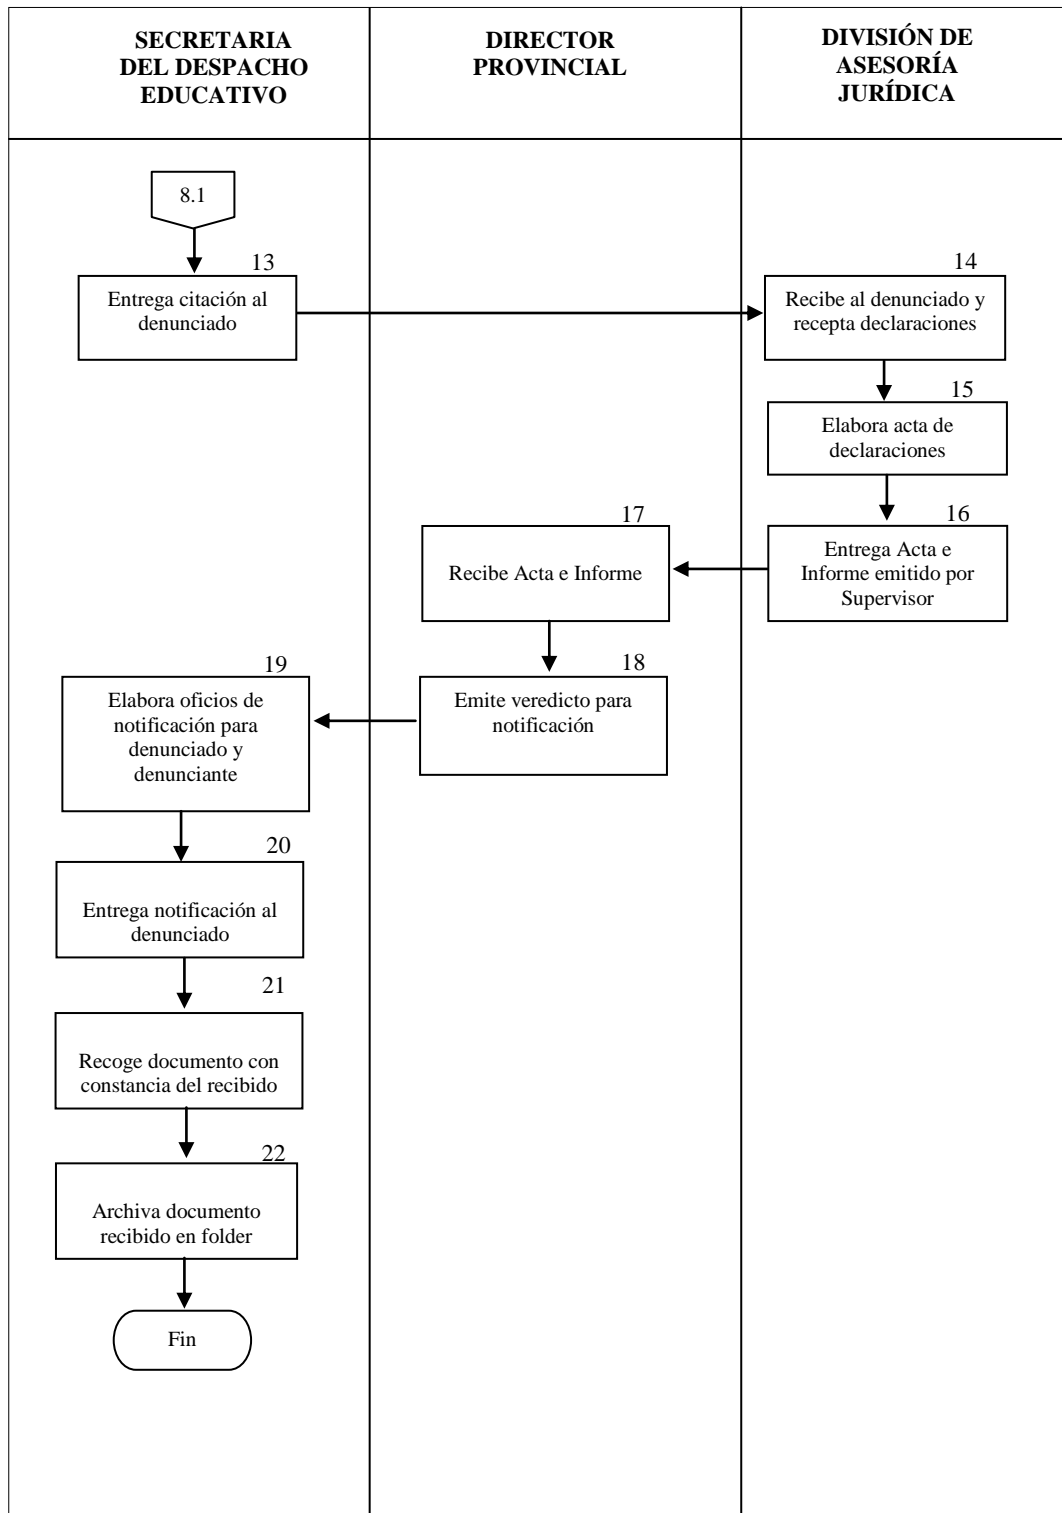 SECRETARIA
DEL DESPACHO
EDUCATIVO
DIRECTOR
PROVINCIAL
DIVISIÓN DE
ASESORÍA
JURÍDICA
8.1
13
Entrega citación al
denunciado
14
Recibe al denunciado y
recepta declaraciones
15
Elabora acta de
declaraciones
16
Entrega Acta e
Informe emitido por
Supervisor
17
Recibe Acta e Informe
18
Emite veredicto para
notificación
19
Elabora oficios de
notificación para
denunciado y
denunciante
20
Entrega notificación al
denunciado
21
Recoge documento con
constancia del recibido
22
Archiva documento
recibido en folder
Fin